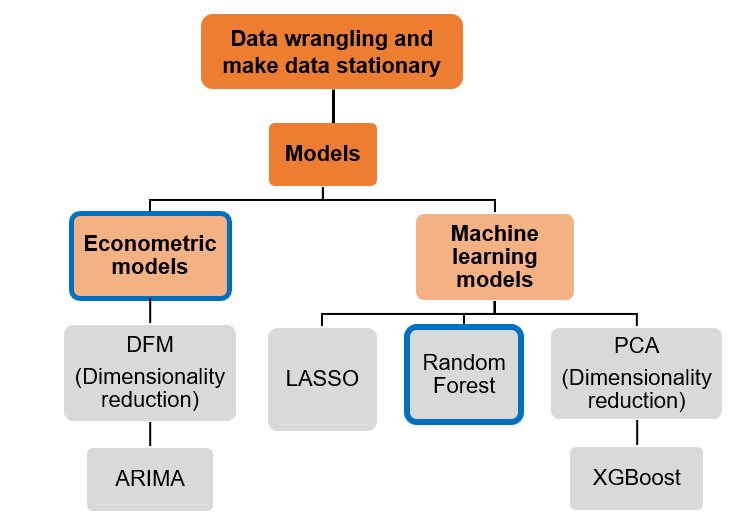 Data wrangling and
make data stationary
Models
Econometric
models
Machine
learning
models
DFM
(Dimensionality
reduction)
LASSO
Random
Forest
PCA
(Dimensionality
reduction)
ARIMA
XGBoost